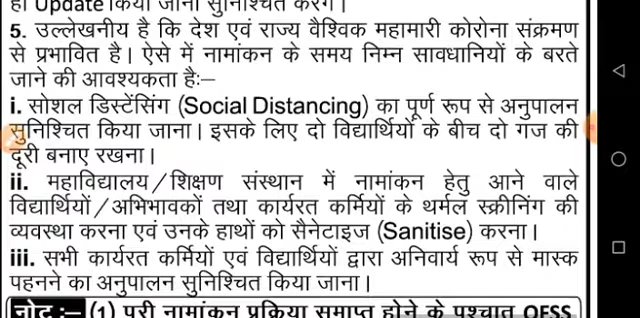 ही Update किया जाना सुनिश्चित करेंगे।
5. उल्लेखनीय है कि देश एवं राज्य वैश्विक महामारी कोरोना संक्रमण
से प्रभावित है। ऐसे में नामांकन के समय निम्न सावधानियों के बरते
जाने की आवश्यकता है:—
i. सोशल डिस्टेंसिंग (Social Distancing) का पूर्ण रूप से अनुपालन
सुनिश्चित किया जाना। इसके लिए दो विद्यार्थियों के बीच दो गज की
दूरी बनाए रखना।
ii. महाविद्यालय/शिक्षण संस्थान में नामांकन हेतु आने वाले
विद्यार्थियों/अभिभावकों तथा कार्यरत कर्मियों के थर्मल स्क्रीनिंग की
व्यवस्था करना एवं उनके हाथों को सैनेटाइज (Sanitise) करना।
iii. सभी कार्यरत कर्मियों एवं विद्यार्थियों द्वारा अनिवार्य रूप से मास्क
पहनने का अनुपालन सुनिश्चित किया जाना।
नोट :— (1) पूरी नामांकन प्रक्रिया समाप्त होने के पश्चात OFSS